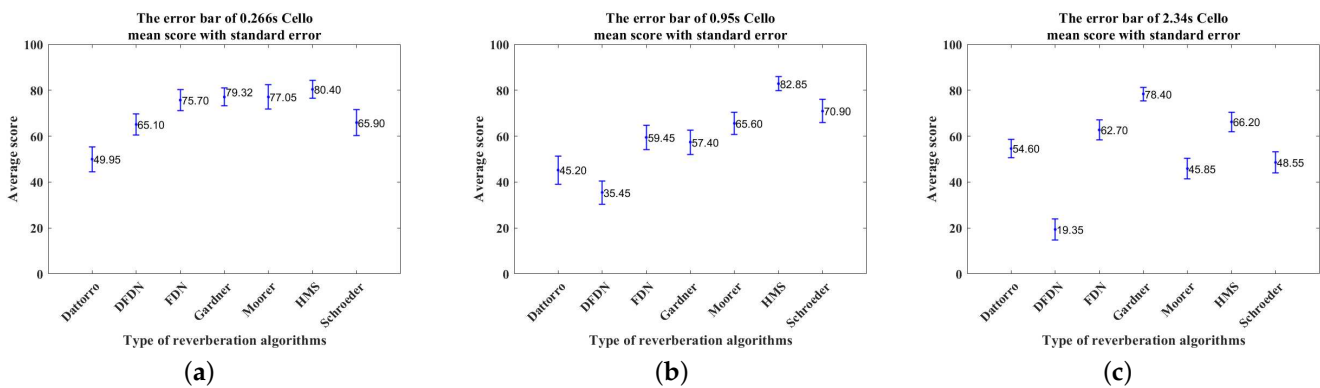 The error bar of 0.266s Cello
mean score with standard error
100
80
60
40
20
0
Average score
49.95
65.10
75.70
79.32
77.05
80.40
65.90
Dattorro
DFDN
FDN
Gardner
Moorer
HMS
Schroeder
Type of reverberation algorithms
(a)
The error bar of 0.95s Cello
mean score with standard error
100
80
60
40
20
0
Average score
45.20
35.45
59.45
57.40
65.60
82.85
70.90
Dattorro
DFDN
FDN
Gardner
Moorer
HMS
Schroeder
Type of reverberation algorithms
(b)
The error bar of 2.34s Cello
mean score with standard error
100
80
60
40
20
0
Average score
54.60
19.35
62.70
78.40
45.85
66.20
48.55
Dattorro
DFDN
FDN
Gardner
Moorer
HMS
Schroeder
Type of reverberation algorithms
(c)